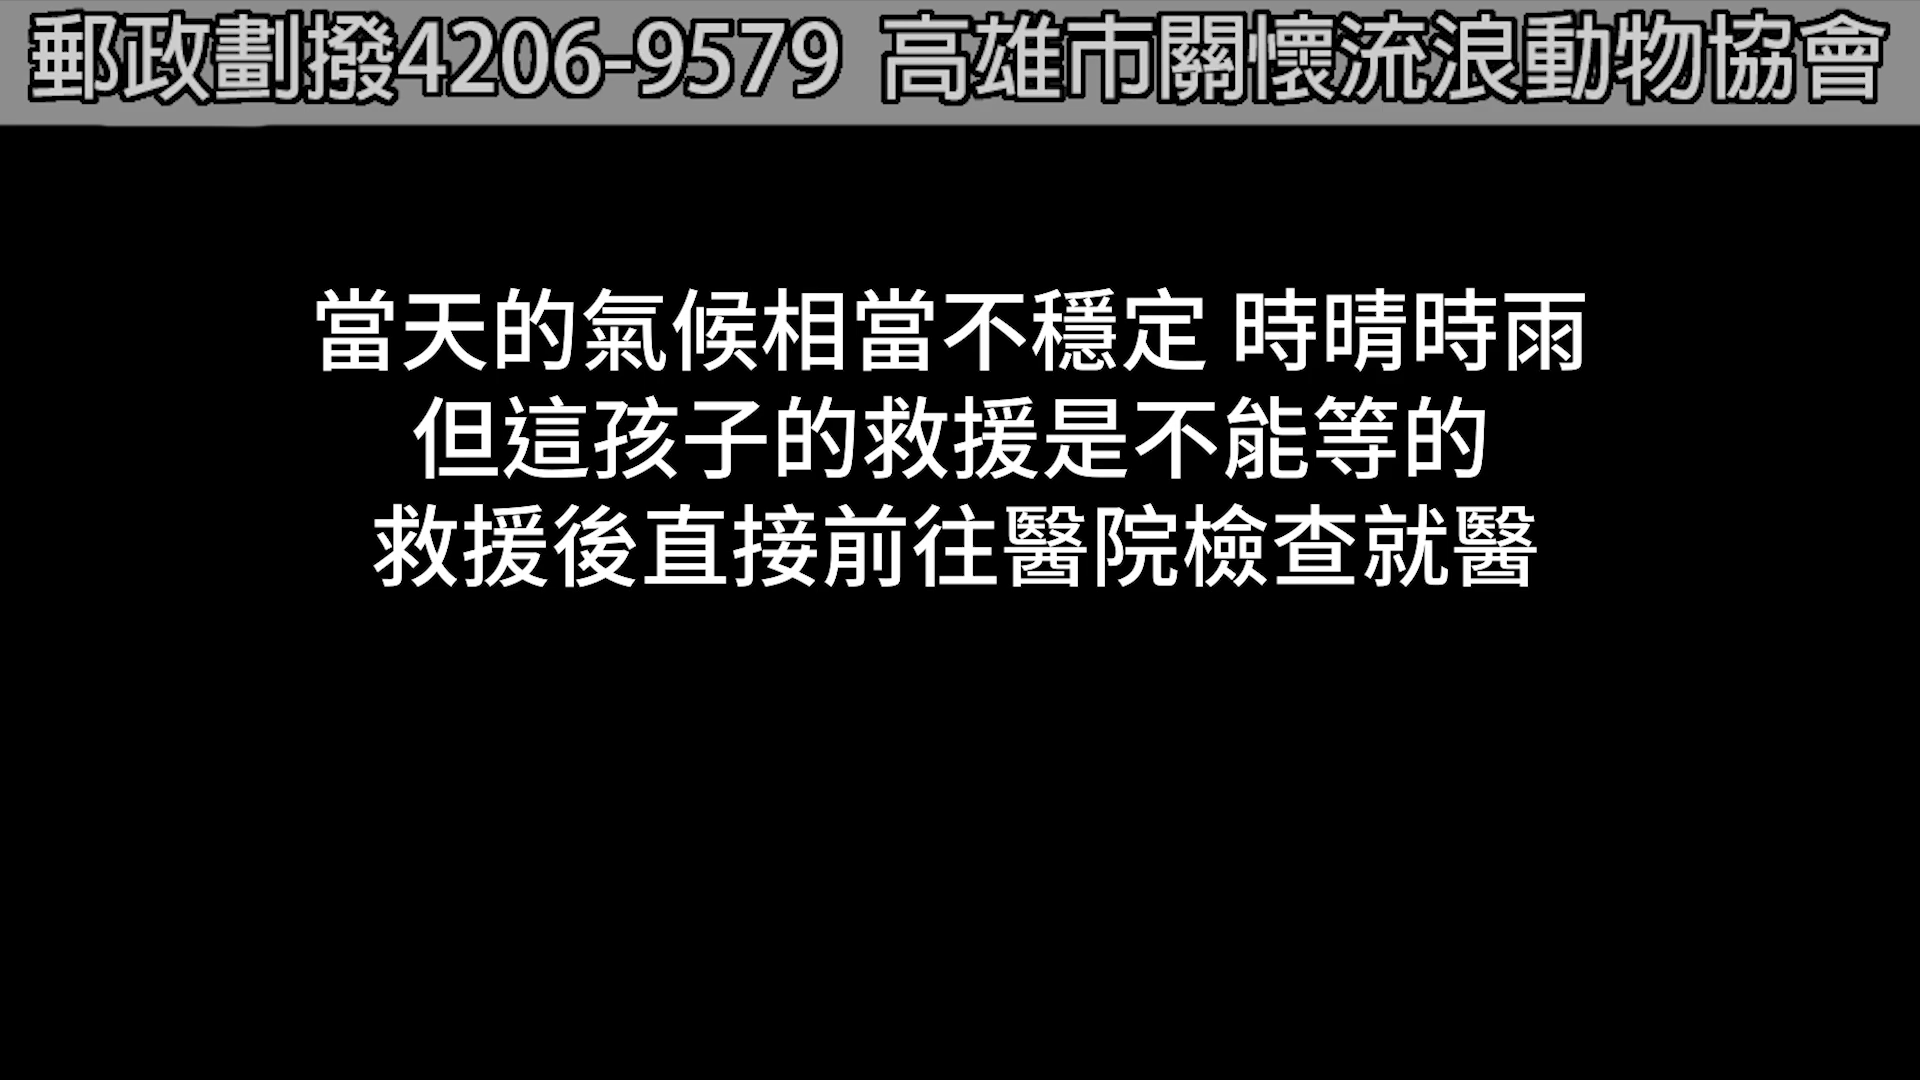 郵政劃撥4206-9579 高雄市關懷流浪動物協會
當天的氣候相當不穩定 時晴時雨
但這孩子的救援是不能等的
救援後直接前往醫院檢查就醫